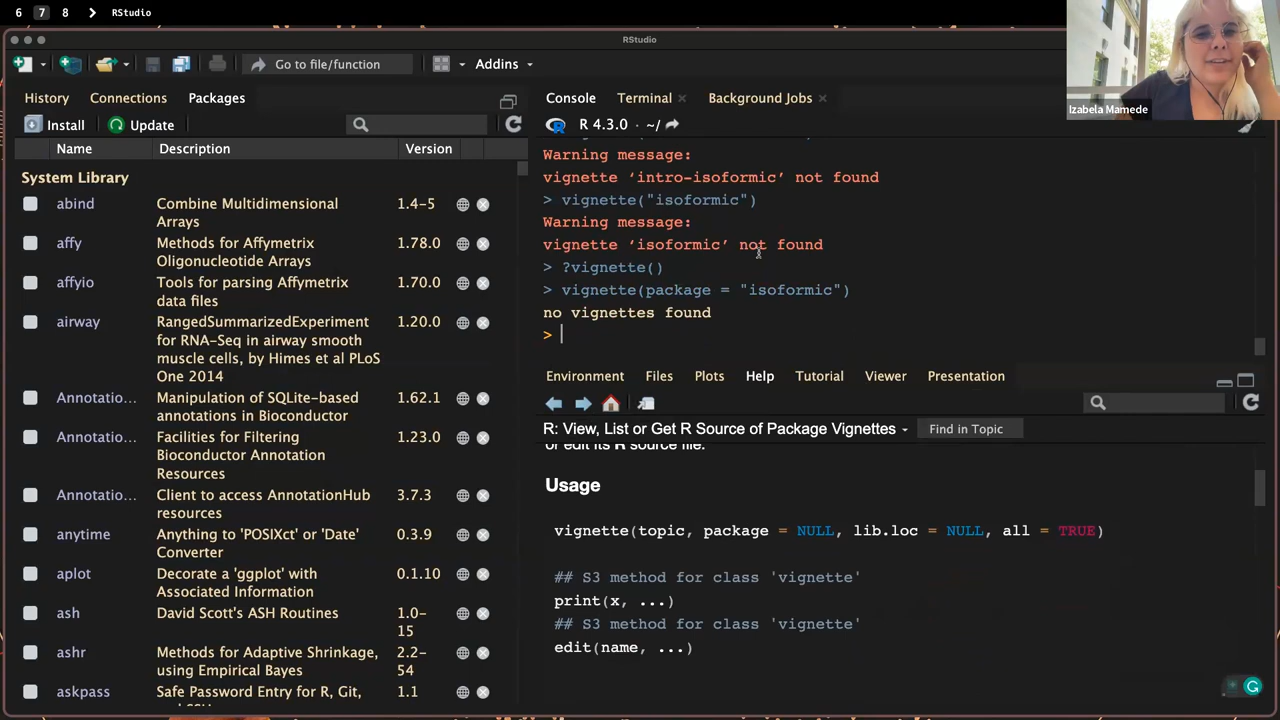 6 7 8 RStudio
RStudio
Go to file/function Addins
History Connections Packages
Install Update
Name Description Version
System Library
abind Combine Multidimensional Arrays 1.4-5
affy Methods for Affymetrix Oligonucleotide Arrays 1.78.0
affyio Tools for parsing Affymetrix data files 1.70.0
airway RangedSummarizedExperiment for RNA-Seq in airway smooth muscle cells, by Himes et al PLoS One 2014 1.20.0
Annotatio... Manipulation of SQLite-based annotations in Bioconductor 1.62.1
Annotatio... Facilities for Filtering Bioconductor Annotation Resources 1.23.0
Annotatio... Client to access AnnotationHub resources 3.7.3
anytime Anything to 'POSIXct' or 'Date' Converter 0.3.9
aplot Decorate a 'ggplot' with Associated Information 0.1.10
ash David Scott's ASH Routines 1.0-15
ashr Methods for Adaptive Shrinkage, using Empirical Bayes 2.2-54
askpass Safe Password Entry for R, Git, 1.1
Console Terminal Background Jobs
R 4.3.0 · ~/
Warning message:
vignette ‘intro-isoformic’ not found
> vignette("isoformic")
Warning message:
vignette ‘isoformic’ not found
> ?vignette()
> vignette(package = "isoformic")
no vignettes found
>
Environment Files Plots Help Tutorial Viewer Presentation
R: View, List or Get R Source of Package Vignettes Find in Topic
or edit its R source file.
Usage
vignette(topic, package = NULL, lib.loc = NULL, all = TRUE)
## S3 method for class 'vignette'
print(x, ...)
## S3 method for class 'vignette'
edit(name, ...)
Izabela Mamede